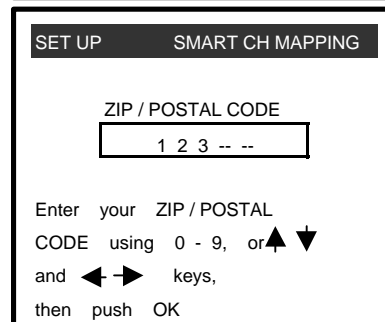 SET UP SMART CH MAPPING
ZIP / POSTAL CODE
1 2 3 -- --
Enter your ZIP / POSTAL
CODE using 0 - 9, or ▲ ▼
and ◀ - ▶ keys,
then push OK